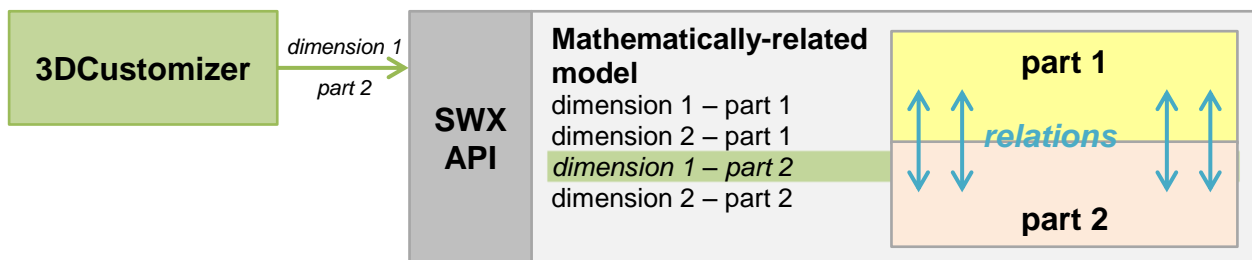 3DCustomizer
dimension 1
part 2
SWX
API
Mathematically-related
model
dimension 1 – part 1
dimension 2 – part 1
dimension 1 – part 2
dimension 2 – part 2
part 1
relations
part 2